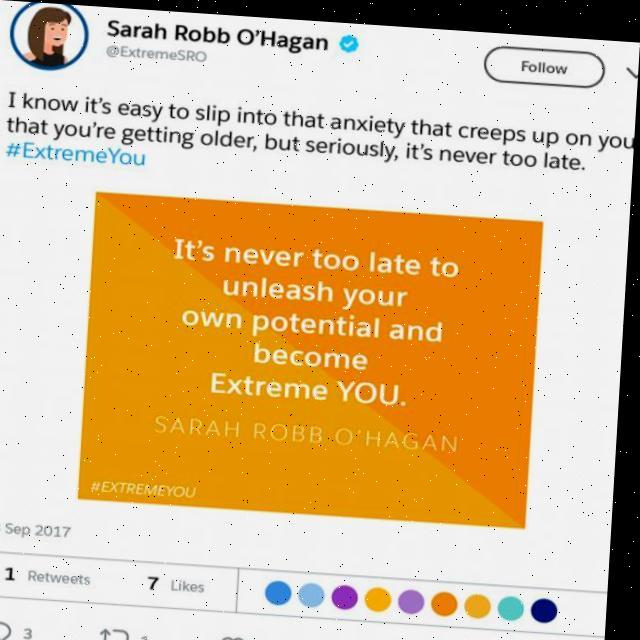 Sarah Robb O'Hagan
@ExtremeSRO
Follow
I know it's easy to slip into that anxiety that creeps up on you
that you're getting older, but seriously, it's never too late.
#ExtremeYou
It's never too late to
unleash your
own potential and
become
Extreme YOU.
SARAH ROBB O'HAGAN
#EXTREMEYOU
Sep 2017
1 Retweets 7 Likes
3